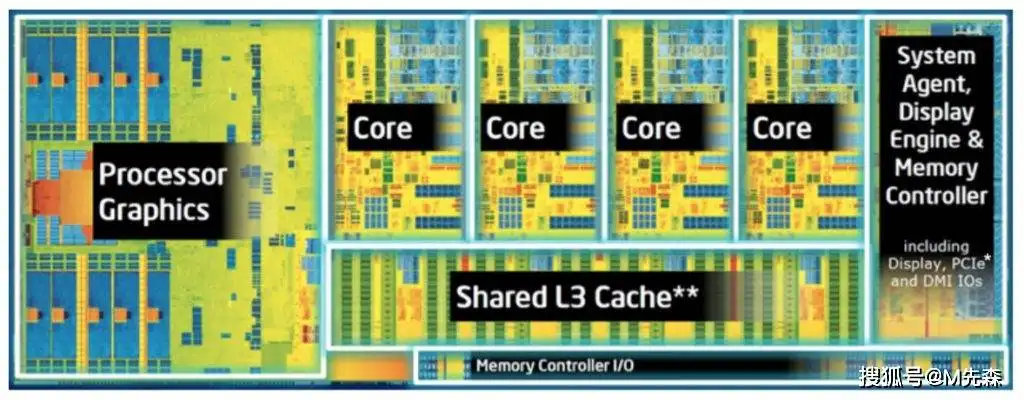 Processor
Graphics
Core
Core
Core
Core
System
Agent,
Display
Engine &
Memory
Controller
including
Display, PCIe*
and DMI IOs
Shared L3 Cache**
Memory Controller I/O
搜狐号@M先森